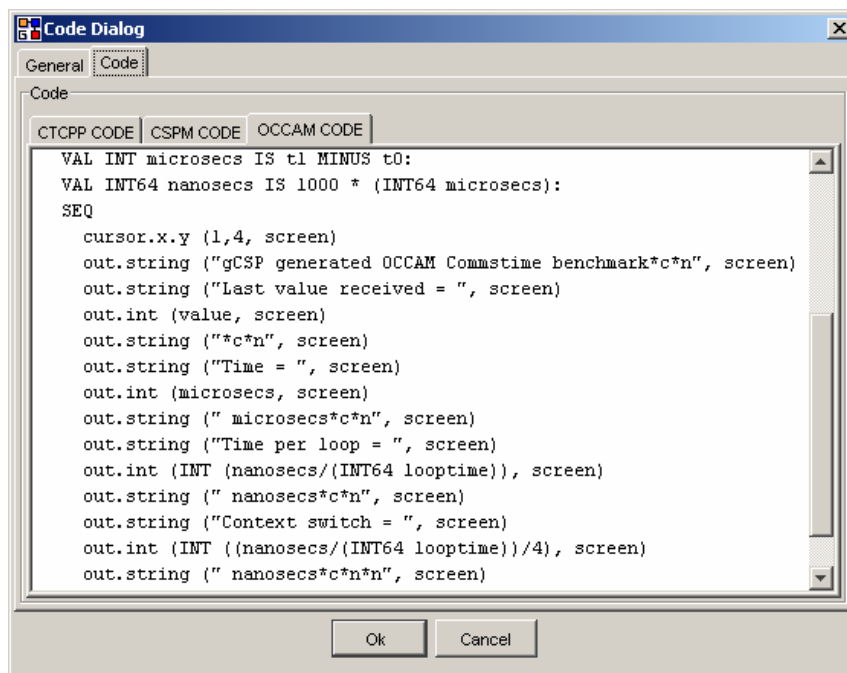 Code Dialog
General Code
Code
CTCPP CODE CSPM CODE OCCAM CODE
VAL INT microsecs IS t1 MINUS t0:
VAL INT64 nanosecs IS 1000 * (INT64 microsecs):
SEQ
cursor.x.y (1,4, screen)
out.string ("gCSP generated OCCAM Commstime benchmark*c*n", screen)
out.string ("Last value received = ", screen)
out.int (value, screen)
out.string ("*c*n", screen)
out.string ("Time = ", screen)
out.int (microsecs, screen)
out.string (" microsecs*c*n", screen)
out.string ("Time per loop = ", screen)
out.int (INT (nanosecs/(INT64 looptime)), screen)
out.string (" nanosecs*c*n", screen)
out.string ("Context switch = ", screen)
out.int (INT ((nanosecs/(INT64 looptime))/4), screen)
out.string (" nanosecs*c*n*n", screen)
Ok Cancel